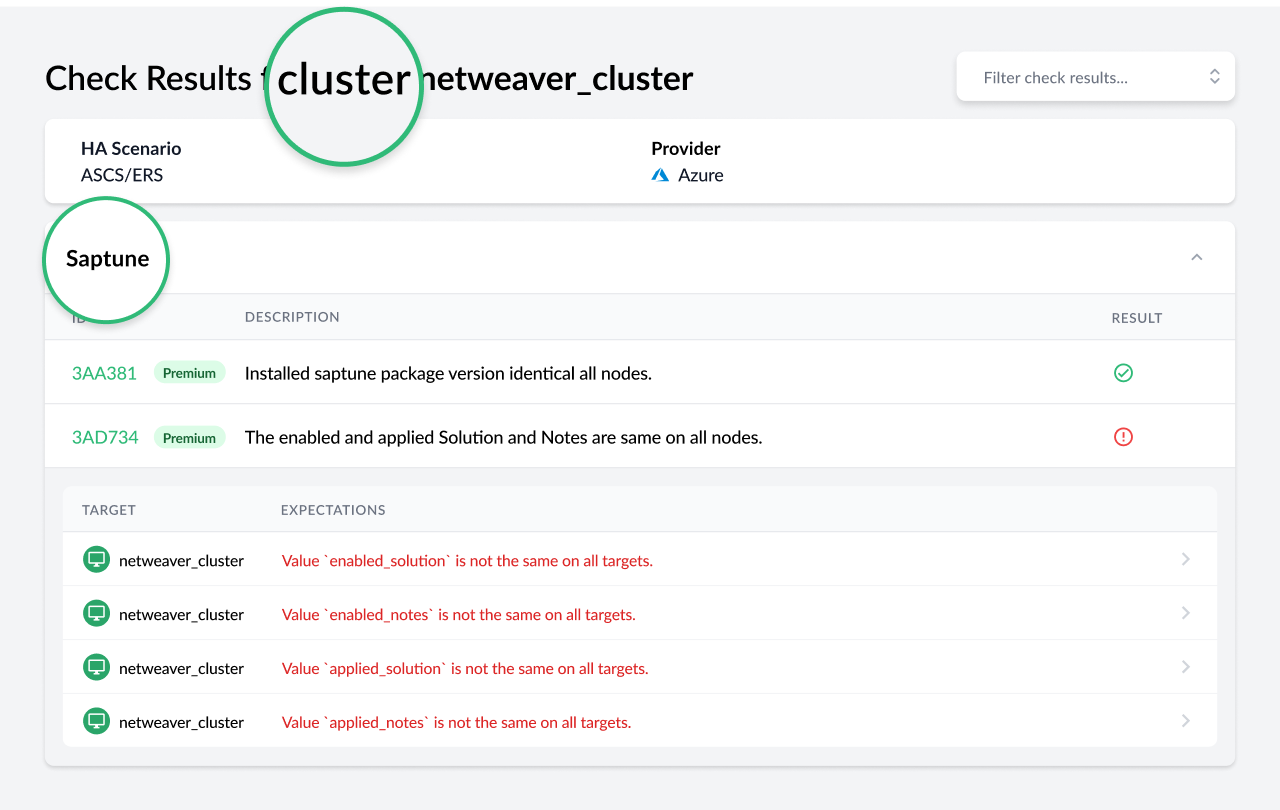 Check Results cluster netweaver_cluster
Filter check results...
HA Scenario
ASCS/ERS
Provider
Azure
Saptune
DESCRIPTION
RESULT
3AA381 Premium Installed saptune package version identical all nodes.
3AD734 Premium The enabled and applied Solution and Notes are same on all nodes.
TARGET EXPECTATIONS
netweaver_cluster Value `enabled_solution` is not the same on all targets.
netweaver_cluster Value `enabled_notes` is not the same on all targets.
netweaver_cluster Value `applied_solution` is not the same on all targets.
netweaver_cluster Value `applied_notes` is not the same on all targets.